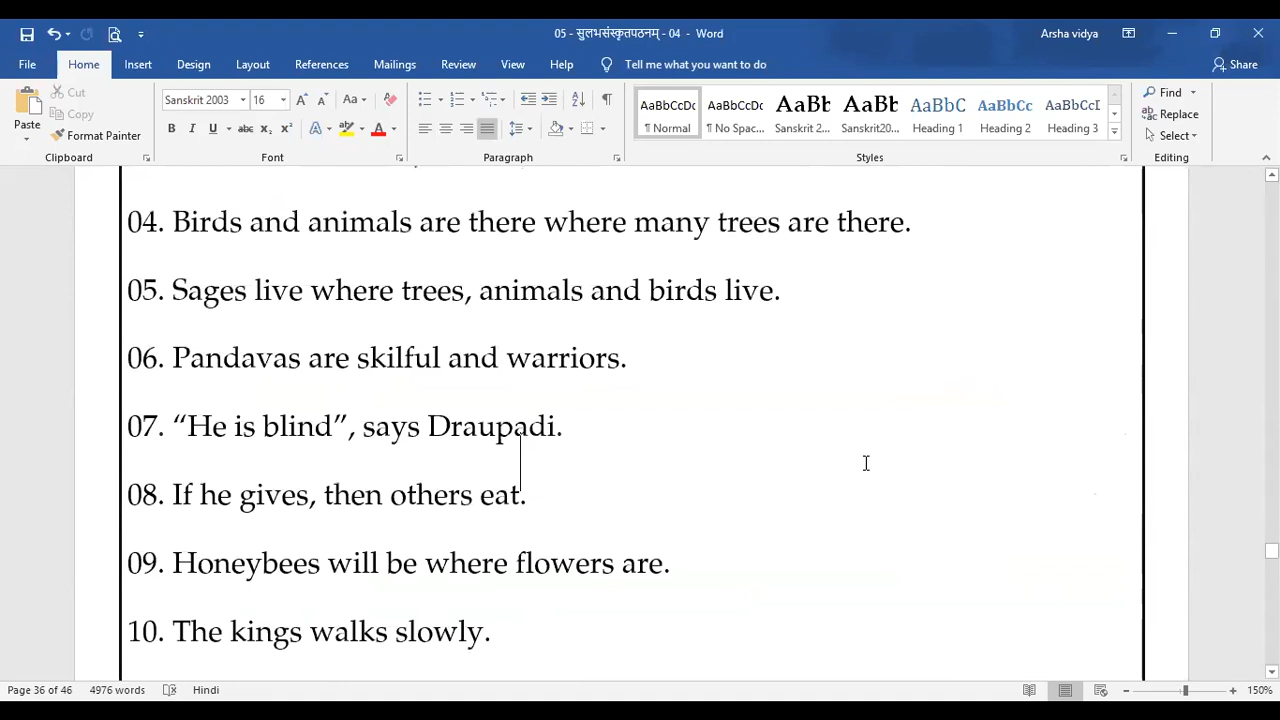 05 - सुलभसंस्कृतपठनम् - 04 - Word
Arsha vidya
File Home Insert Design Layout References Mailings Review View Help Tell me what you want to do Share
Paste
Cut
Copy
Format Painter
Clipboard
Sanskrit 2003 16
Font
Paragraph
AaBbCcDc AaBbCcDc AaBb AaBb AaBbC AaBbCc AaBbCcI
¶ Normal ¶ No Spac... Sanskrit 2... Sanskrit20... Heading 1 Heading 2 Heading 3
Styles
Find
Replace
Select
Editing
04. Birds and animals are there where many trees are there.
05. Sages live where trees, animals and birds live.
06. Pandavas are skilful and warriors.
07. “He is blind”, says Draupadi.
08. If he gives, then others eat.
09. Honeybees will be where flowers are.
10. The kings walks slowly.
Page 36 of 46 4976 words Hindi 150%